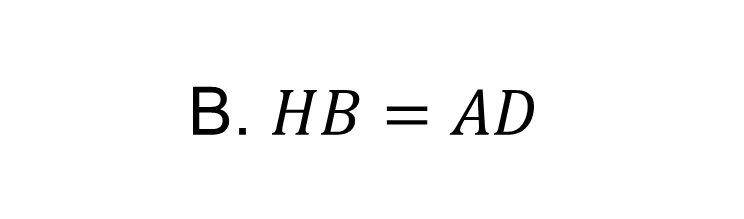 B. HB = AD